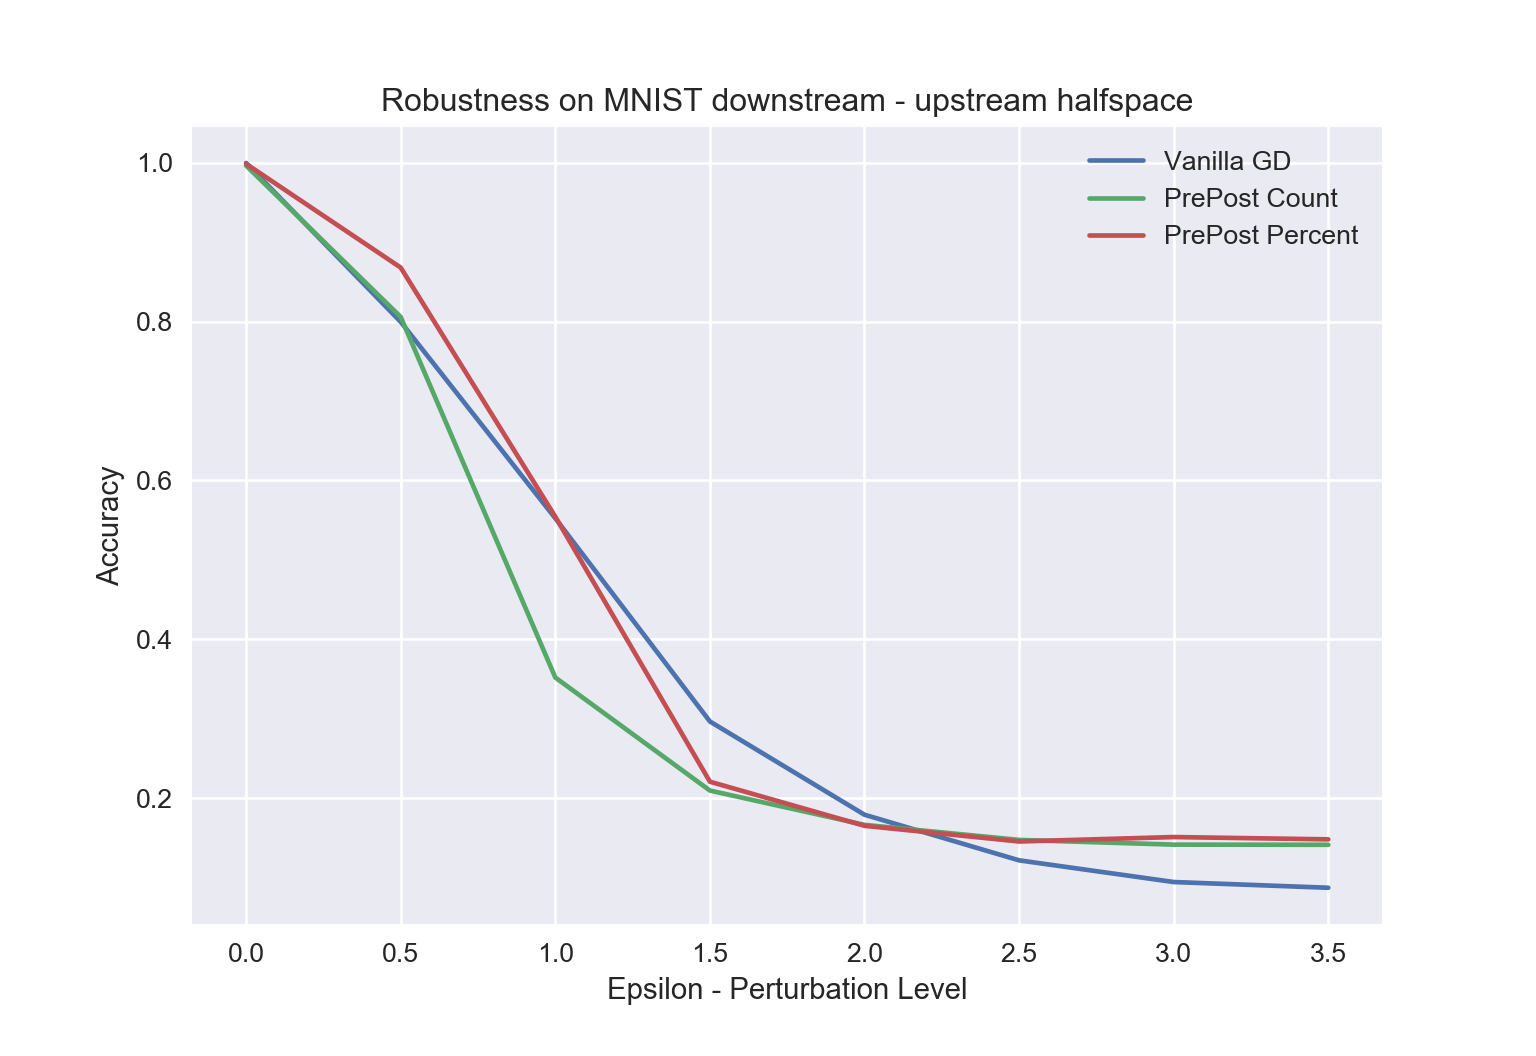 Robustness on MNIST downstream - upstream halfspace
Vanilla GD
PrePost Count
PrePost Percent
1.0
0.8
0.6
0.4
0.2
Accuracy
0.0 0.5 1.0 1.5 2.0 2.5 3.0 3.5
Epsilon - Perturbation Level